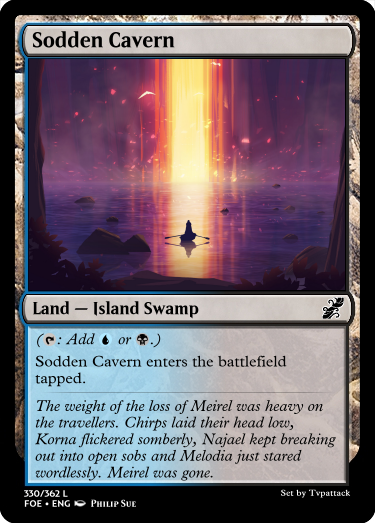 Sodden Cavern
Land — Island Swamp
(: Add or .)
Sodden Cavern enters the battlefield
tapped.
The weight of the loss of Meirel was heavy on
the travellers. Chirps laid their head low,
Korna flickered somberly, Najael kept breaking
out into open sobs and Melodia just stared
wordlessly. Meirel was gone.
330/362 L
Set by Tvpattack
FOE • ENG Philip Sue